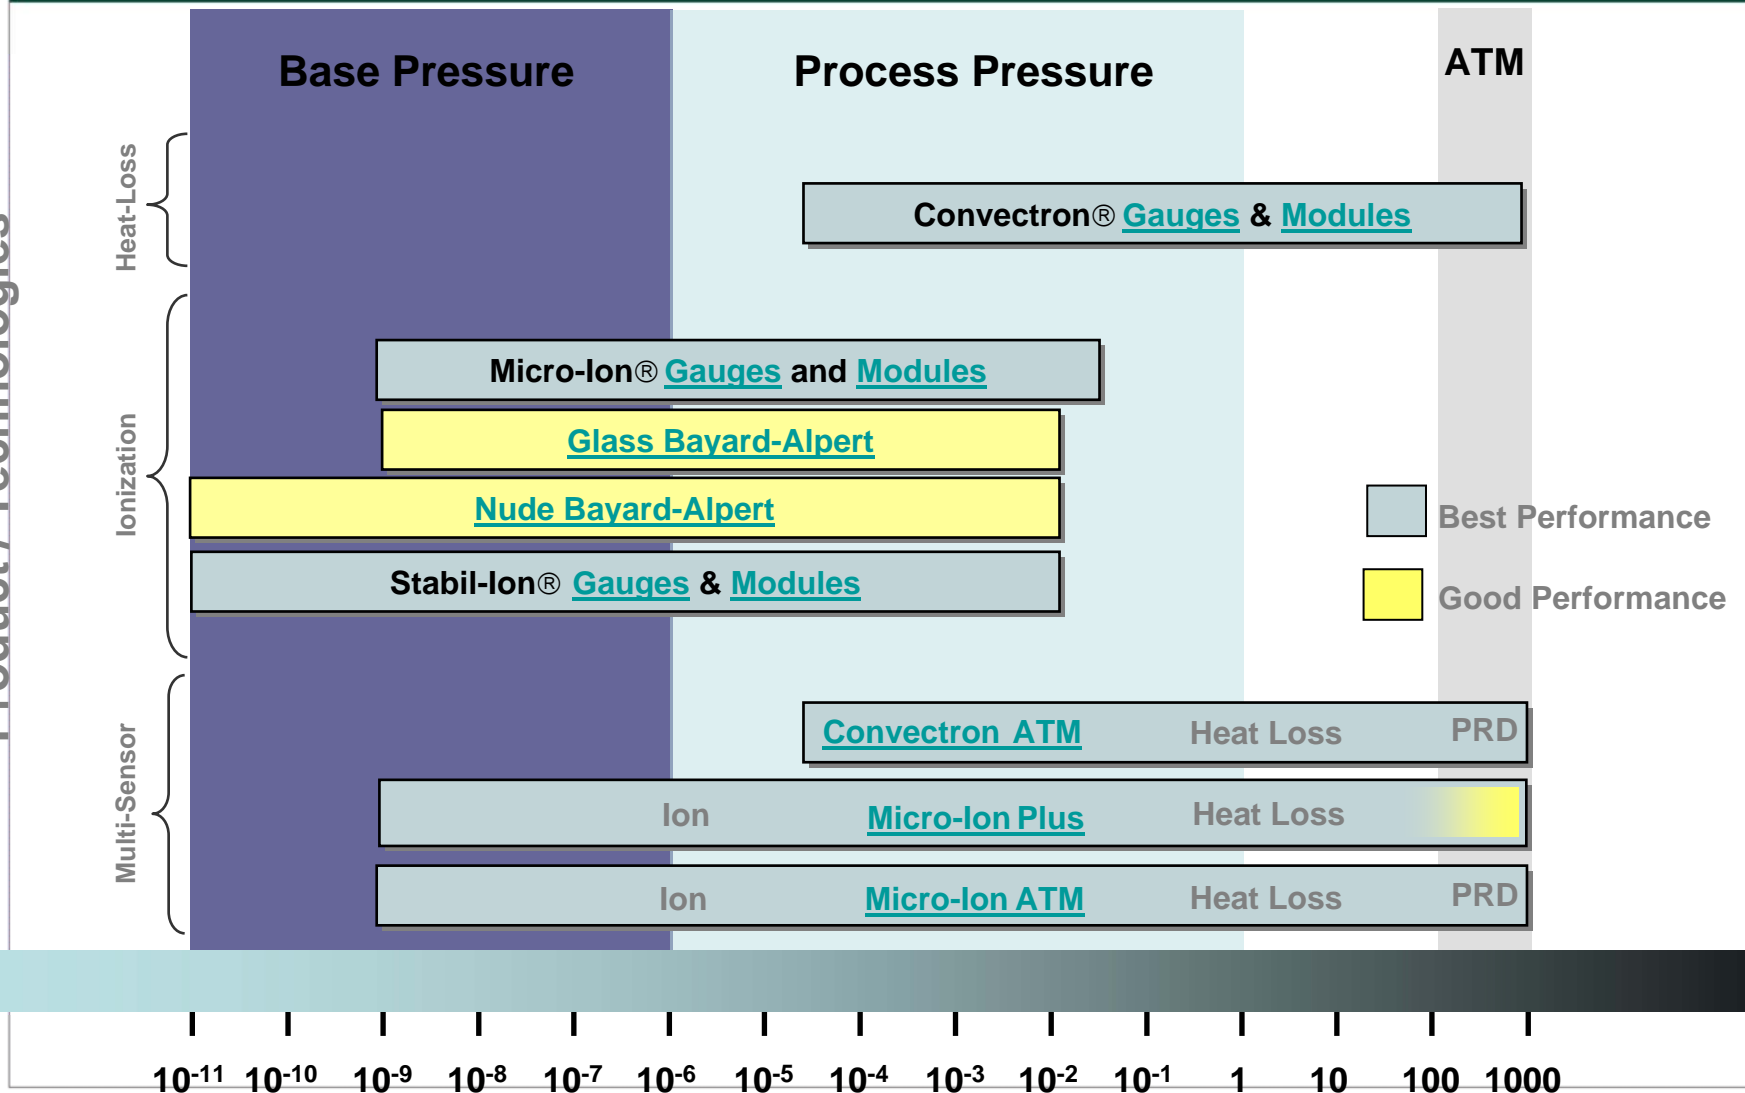 Base Pressure
Process Pressure
ATM
Heat-Loss
Convectron® Gauges & Modules
Ionization
Micro-Ion® Gauges and Modules
Glass Bayard-Alpert
Nude Bayard-Alpert
Stabil-Ion® Gauges & Modules
Best Performance
Good Performance
Multi-Sensor
Convectron ATM Heat Loss PRD
Ion Micro-Ion Plus Heat Loss
Ion Micro-Ion ATM Heat Loss PRD
10-11 10-10 10-9 10-8 10-7 10-6 10-5 10-4 10-3 10-2 10-1 1 10 100 1000